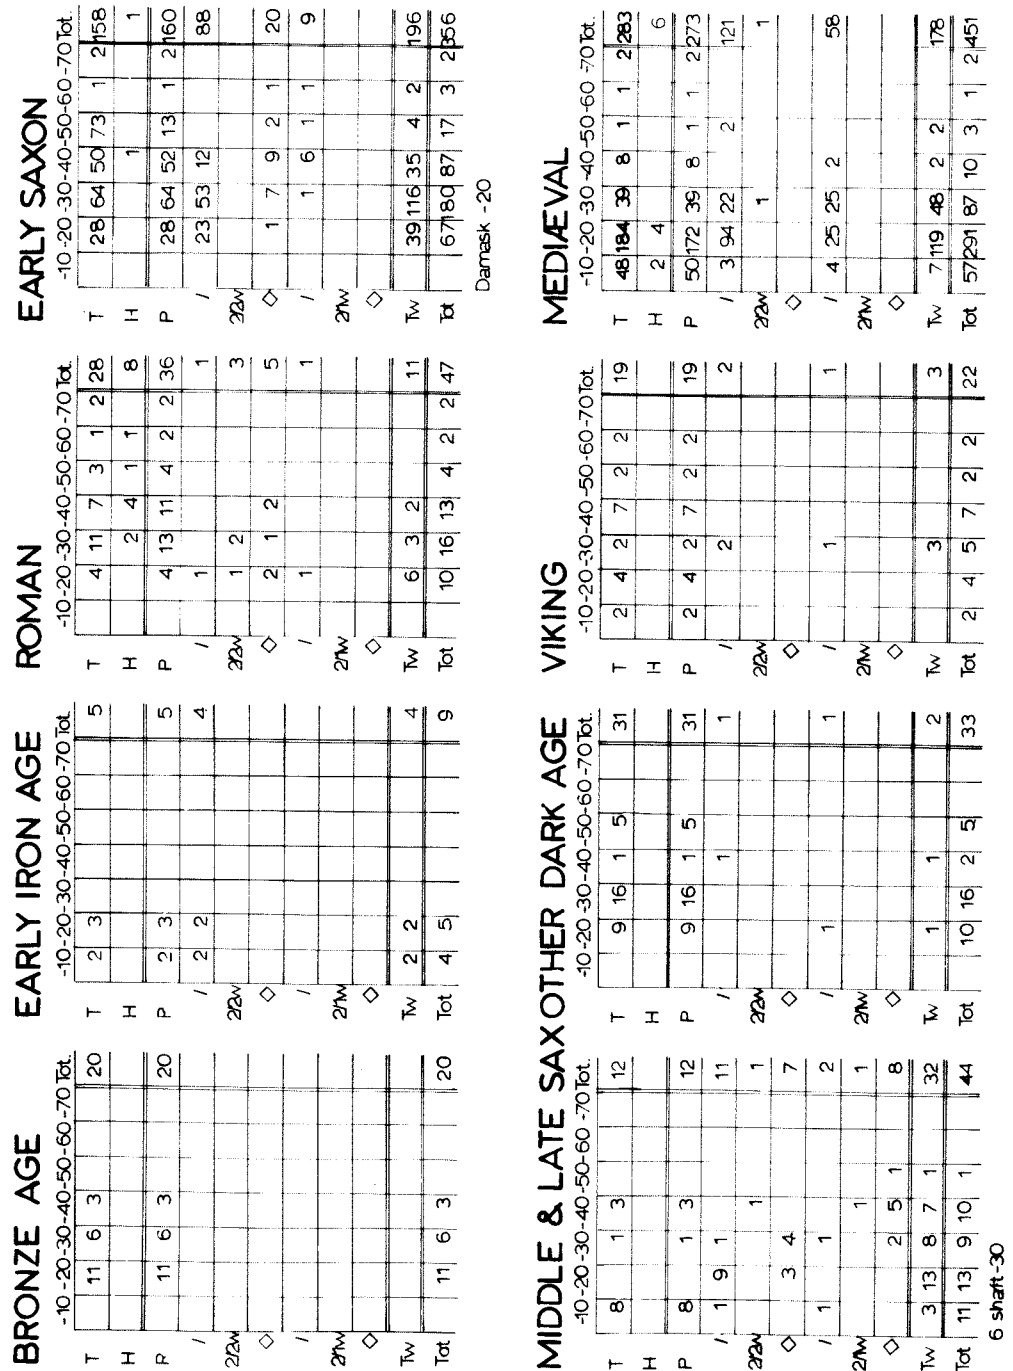 BRONZE AGE
-10 -20 -30 -40 -50 -60 -70 Tot.
T 11 6 3 20
H
P 11 6 3 20
/
2/2w
◇
/
2/1w
◇
Tw
Tot 11 6 3 20
EARLY IRON AGE
-10 -20 -30 -40 -50 -60 -70 Tot.
T 2 3 5
H
P 2 3 5
/ 2 2 4
2/2w
◇
/
2/1w
◇
Tw 2 2 4
Tot 4 5 9
ROMAN
-10 -20 -30 -40 -50 -60 -70 Tot.
T 4 11 7 3 1 2 28
H 2 4 1 1 8
P 4 13 11 4 2 2 36
/ 1 1
2/2w 1 2 3
◇ 2 1 2 5
/ 1 1
2/1w
◇
Tw 6 3 2 11
Tot 10 16 13 4 2 2 47
EARLY SAXON
-10 -20 -30 -40 -50 -60 -70 Tot.
T 28 64 50 73 1 2 158
H 1 1
P 28 64 52 13 1 2 160
/ 23 53 12 88
2/2w
◇ 1 7 9 2 1 20
/ 1 6 1 1 9
2/1w
◇
Tw 39 116 35 4 2 196
Tot 67 180 87 17 3 2 356
Damask -20
MIDDLE & LATE SAX
-10 -20 -30 -40 -50 -60 -70 Tot.
T 8 1 3 12
H
P 8 1 3 12
/ 1 9 1 11
2/2w 1 1
◇ 3 4 7
/ 1 1 2
2/1w 1 1
◇ 2 5 1 8
Tw 3 13 8 7 1 32
Tot 11 13 9 10 1 44
6 shaft -30
OTHER DARK AGE
-10 -20 -30 -40 -50 -60 -70 Tot.
T 9 16 1 5 31
H
P 9 16 1 5 31
/ 1 1
2/2w
◇
/ 1 1
2/1w
◇
Tw 1 1 2
Tot 10 16 2 5 33
VIKING
-10 -20 -30 -40 -50 -60 -70 Tot.
T 2 4 2 7 2 2 19
H
P 2 4 2 7 2 2 19
/ 2 2
2/2w
◇
/ 1 1
2/1w
◇
Tw 3 3
Tot 2 4 5 7 2 2 22
MEDIÆVAL
-10 -20 -30 -40 -50 -60 -70 Tot.
T 48 184 39 8 1 1 2 283
H 2 4 6
P 50 172 39 8 1 1 2 273
/ 3 94 22 2 121
2/2w 1 1
◇
/ 4 25 25 2 58
2/1w
◇
Tw 7 119 48 2 2 178
Tot 57 291 87 10 3 1 2 451